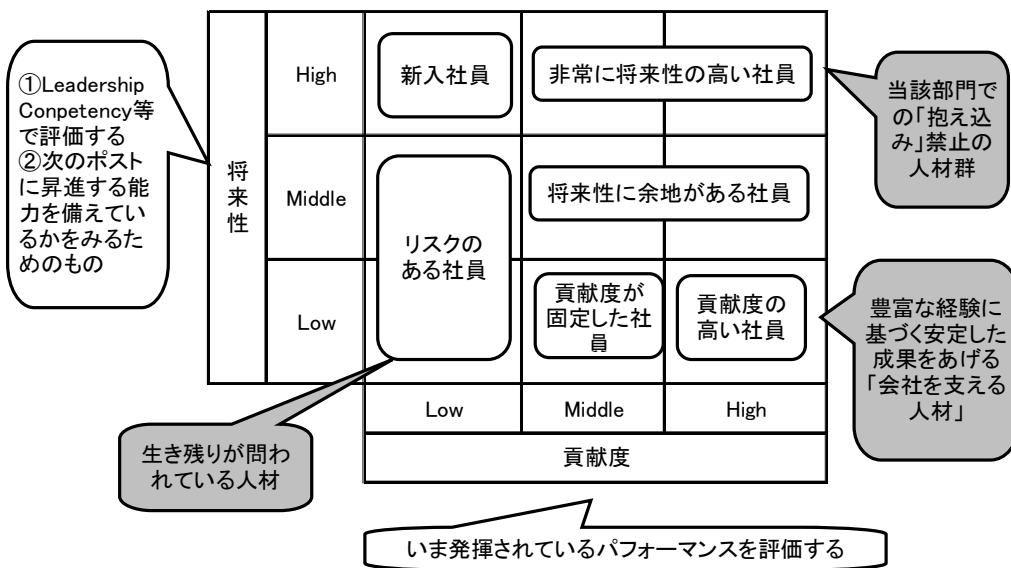 ①Leadership
Conpetency等
で評価する
②次のポスト
に昇進する能
力を備えてい
るかをみるた
めのもの
将
来
性
High
新入社員
非常に将来性の高い社員
当該部門で
の「抱え込
み」禁止の
人材群
Middle
リスクの
ある社員
将来性に余地がある社員
Low
貢献度が
固定した社
員
貢献度の
高い社員
豊富な経験に
基づく安定した
成果をあげる
「会社を支える
人材」
Low
Middle
High
生き残りが問わ
れている人材
貢献度
いま発揮されているパフォーマンスを評価する